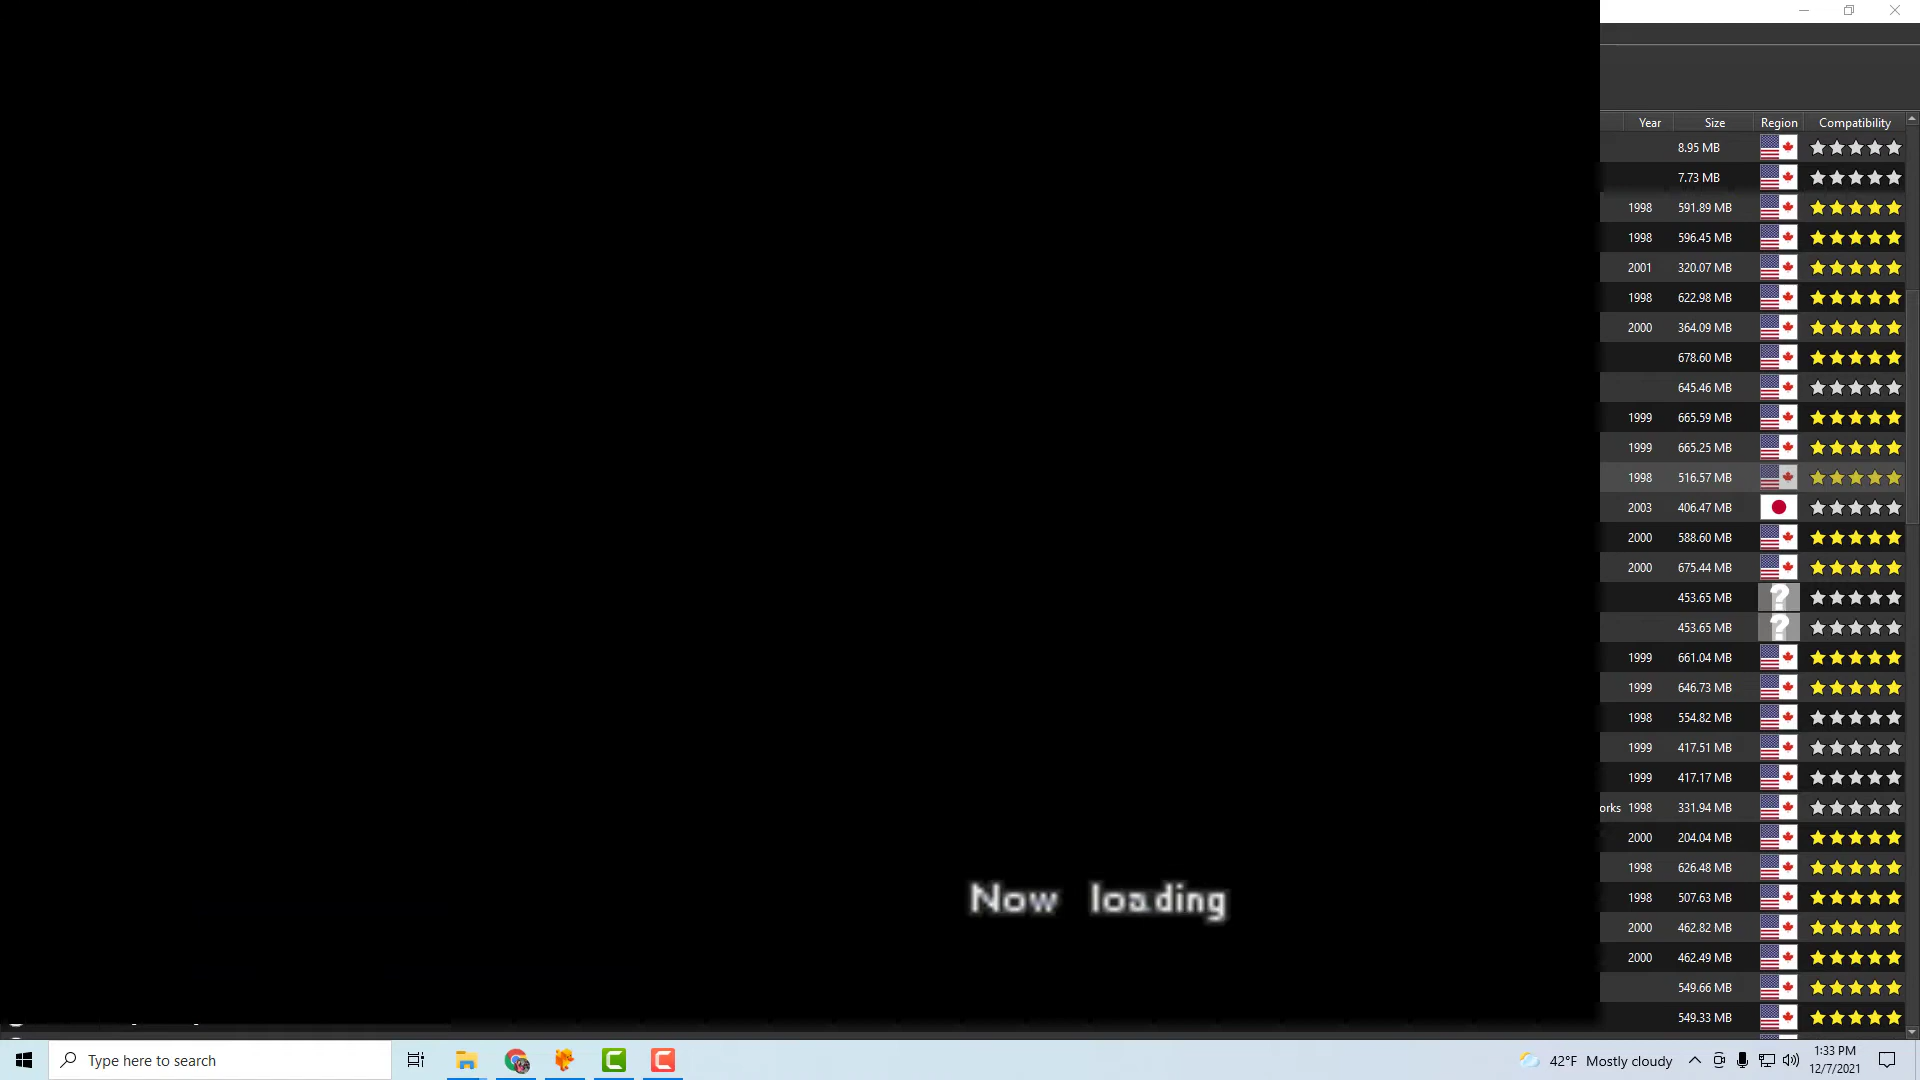 Year Size Region Compatibility
8.95 MB
7.73 MB
1998 591.89 MB
1998 596.45 MB
2001 320.07 MB
1998 622.98 MB
2000 364.09 MB
678.60 MB
645.46 MB
1999 665.59 MB
1999 665.25 MB
1998 516.57 MB
2003 406.47 MB
2000 588.60 MB
2000 675.44 MB
453.65 MB
453.65 MB
1999 661.04 MB
1999 646.73 MB
1998 554.82 MB
1999 417.51 MB
1999 417.17 MB
orks 1998 331.94 MB
2000 204.04 MB
1998 626.48 MB
1998 507.63 MB
2000 462.82 MB
2000 462.49 MB
549.66 MB
549.33 MB
Now loading
Type here to search
42°F Mostly cloudy
1:33 PM
12/7/2021